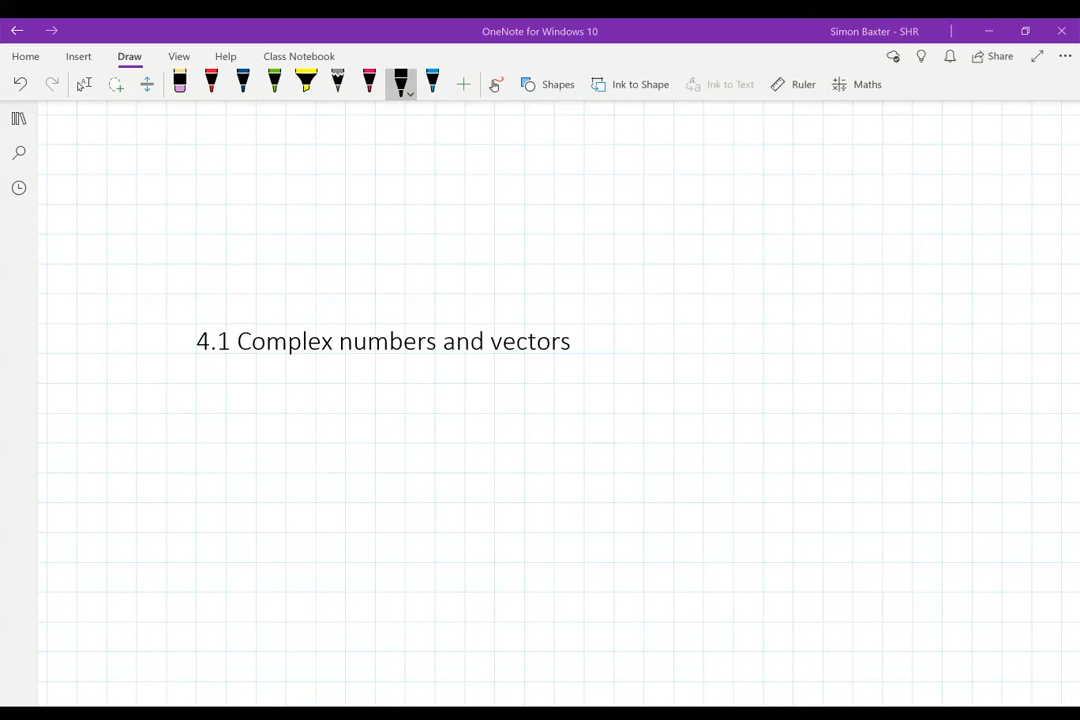 OneNote for Windows 10
Simon Baxter - SHR
Home Insert Draw View Help Class Notebook
Share
Shapes Ink to Shape Ink to Text Ruler Maths
4.1 Complex numbers and vectors